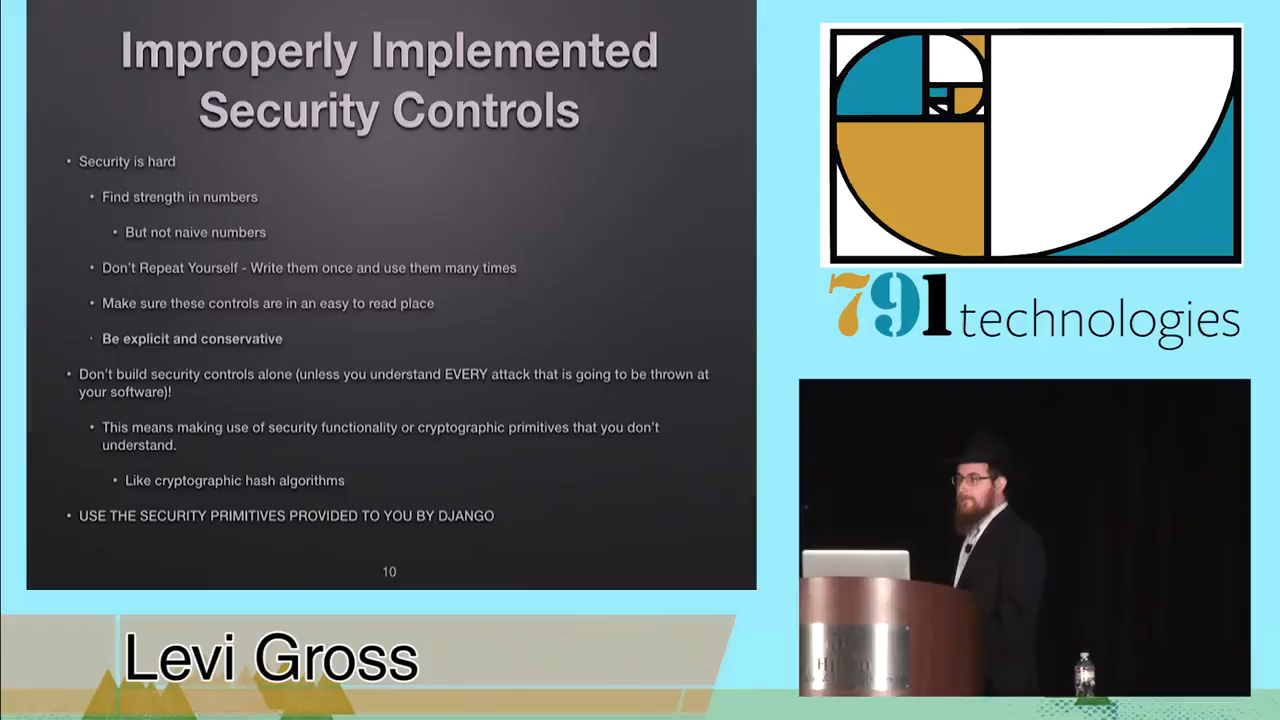 Improperly Implemented
Security Controls
• Security is hard
• Find strength in numbers
• But not naive numbers
• Don't Repeat Yourself - Write them once and use them many times
• Make sure these controls are in an easy to read place
• Be explicit and conservative
• Don't build security controls alone (unless you understand EVERY attack that is going to be thrown at
your software)!
• This means making use of security functionality or cryptographic primitives that you don't
understand.
• Like cryptographic hash algorithms
• USE THE SECURITY PRIMITIVES PROVIDED TO YOU BY DJANGO
10
791 technologies
Levi Gross